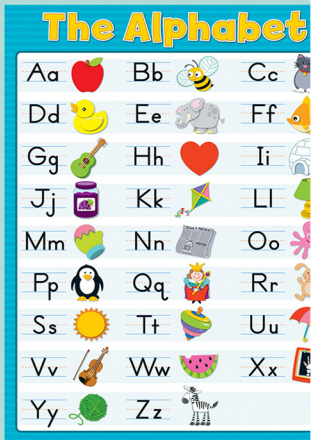 The Alphabet
Aa Bb Cc
Dd Ee Ff
Gg Hh Ii
Jj Kk Ll
Mm Nn Oo
Pp Qq Rr
Ss Tt Uu
Vv Ww Xx
Yy Zz